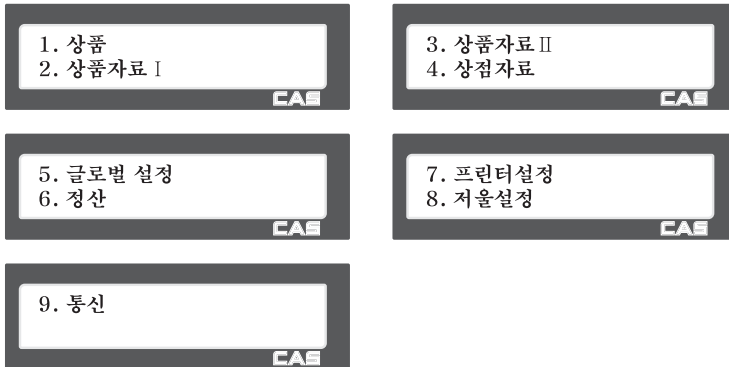 1. 상품
2. 상품자료 Ⅰ
CAS
3. 상품자료 Ⅱ
4. 상점자료
CAS
5. 글로벌 설정
6. 정산
CAS
7. 프린터설정
8. 저울설정
CAS
9. 통신
CAS